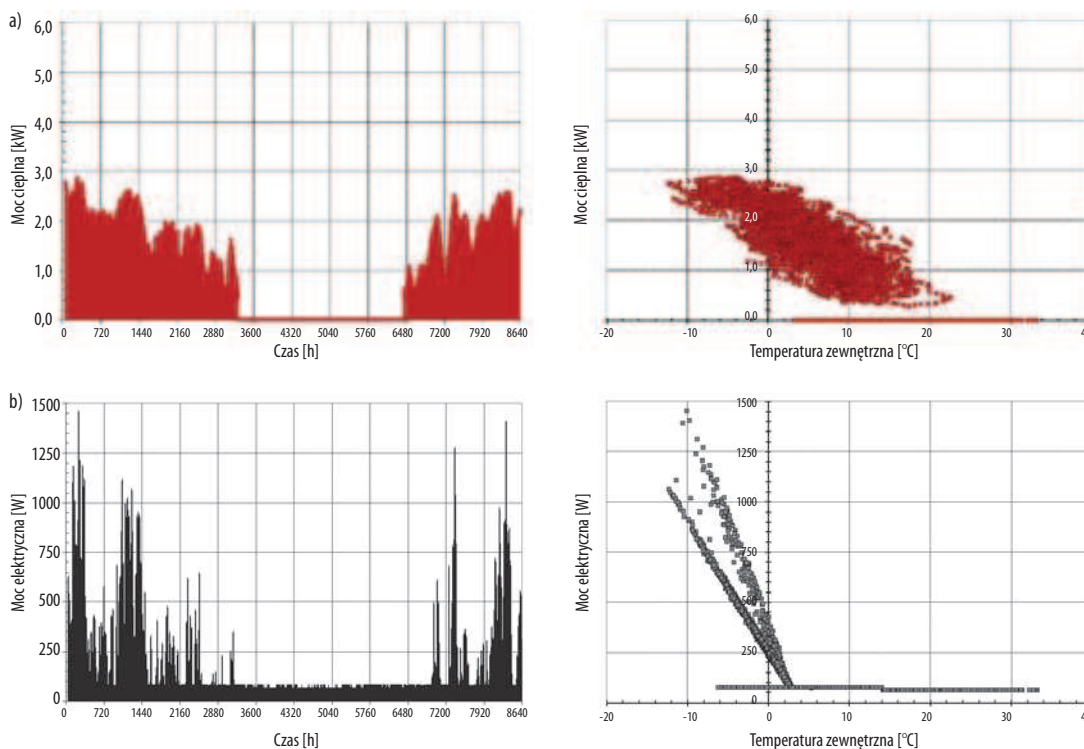 a)
Moc cieplna [kW]
6,0
5,0
4,0
3,0
2,0
1,0
0,0
0 720 1440 2160 2880 3600 4320 5040 5760 6480 7200 7920 8640
Czas [h]
Moc cieplna [kW]
6,0
5,0
4,0
3,0
2,0
1,0
0,0
-20 -10 0 10 20 30 40
Temperatura zewnętrzna [°C]
b)
Moc elektryczna [W]
1500
1250
1000
750
500
250
0
0 720 1440 2160 2880 3600 4320 5040 5760 6480 7200 7920 8640
Czas [h]
Moc elektryczna [W]
1500
1250
1000
750
500
250
0
-20 -10 0 10 20 30 40
Temperatura zewnętrzna [°C]